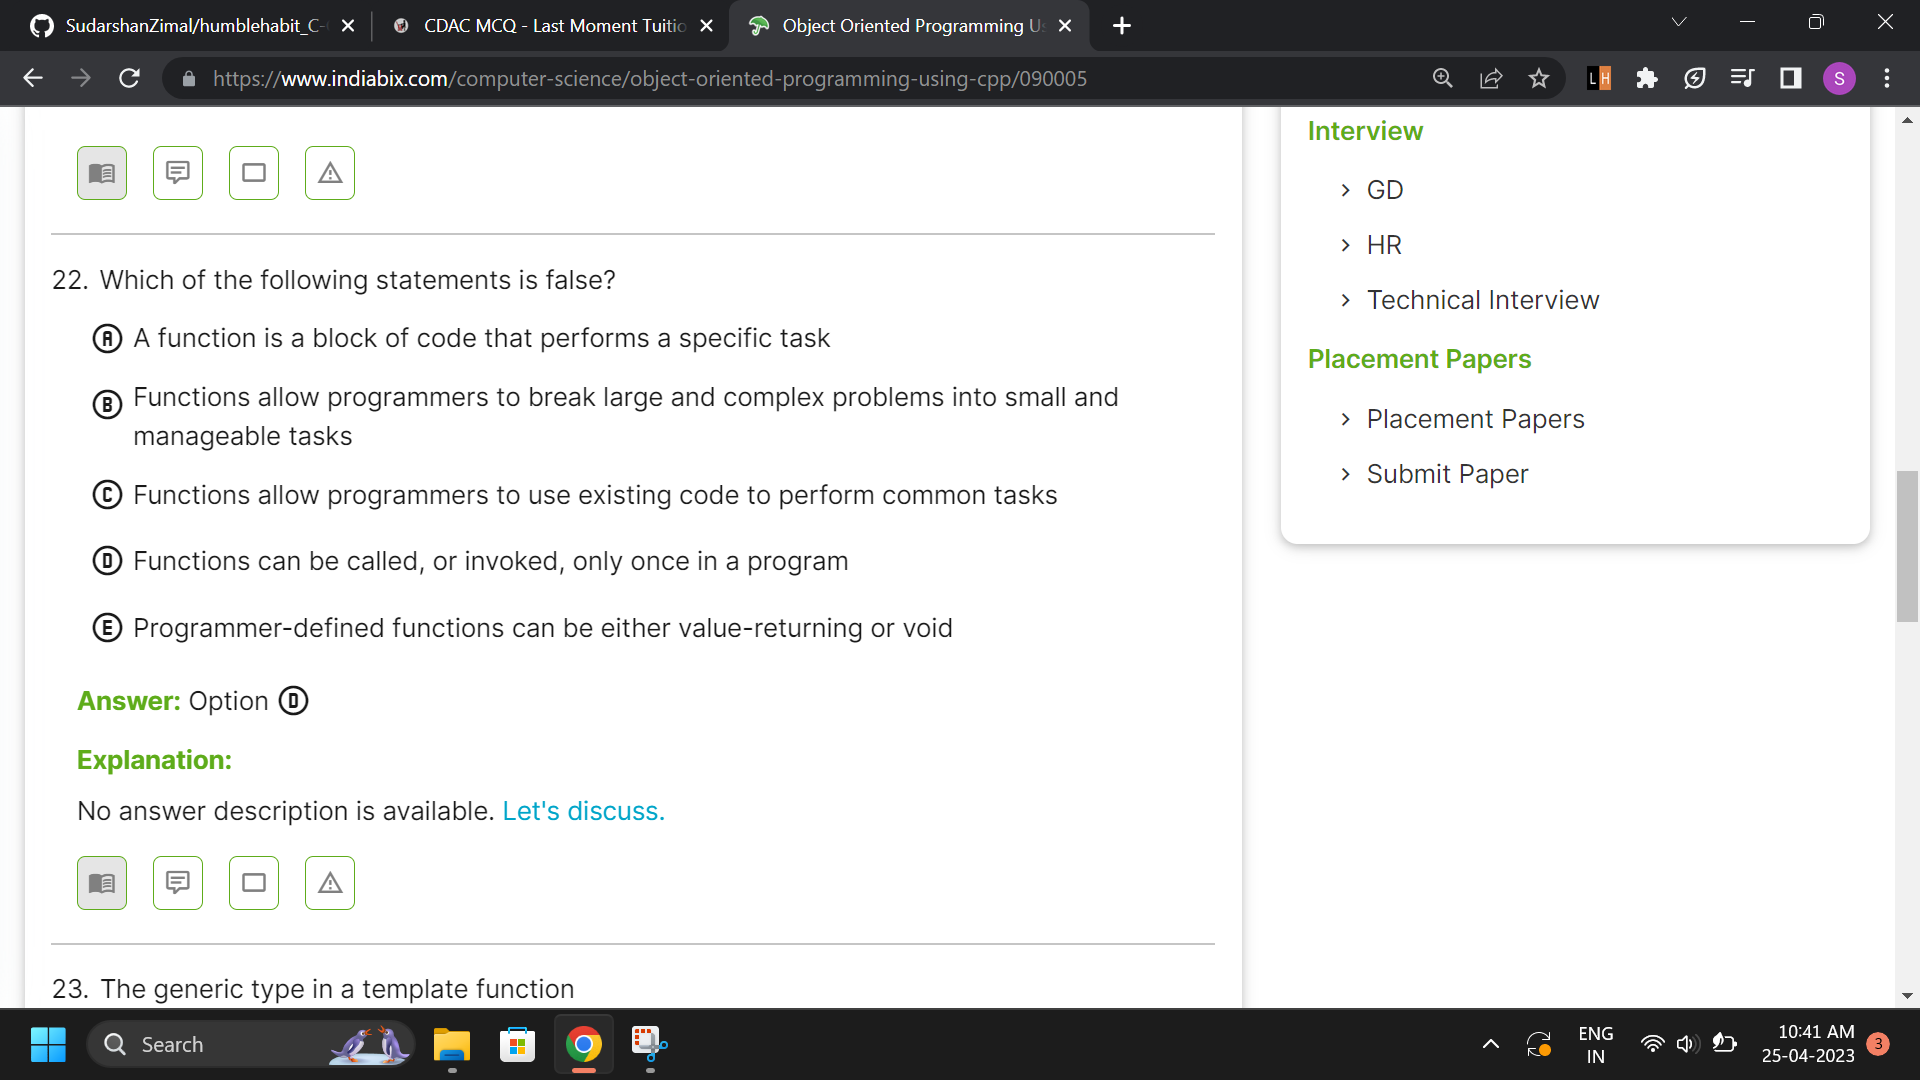 SudarshanZimal/humblehabit_C-
CDAC MCQ - Last Moment Tuitio
Object Oriented Programming U
https://www.indiabix.com/computer-science/object-oriented-programming-using-cpp/090005
LH
S
Interview
GD
HR
22. Which of the following statements is false?
Technical Interview
A A function is a block of code that performs a specific task
Placement Papers
B Functions allow programmers to break large and complex problems into small and
manageable tasks
Placement Papers
Submit Paper
C Functions allow programmers to use existing code to perform common tasks
D Functions can be called, or invoked, only once in a program
E Programmer-defined functions can be either value-returning or void
Answer: Option D
Explanation:
No answer description is available. Let's discuss.
23. The generic type in a template function
Search
ENG
IN
10:41 AM
25-04-2023
3